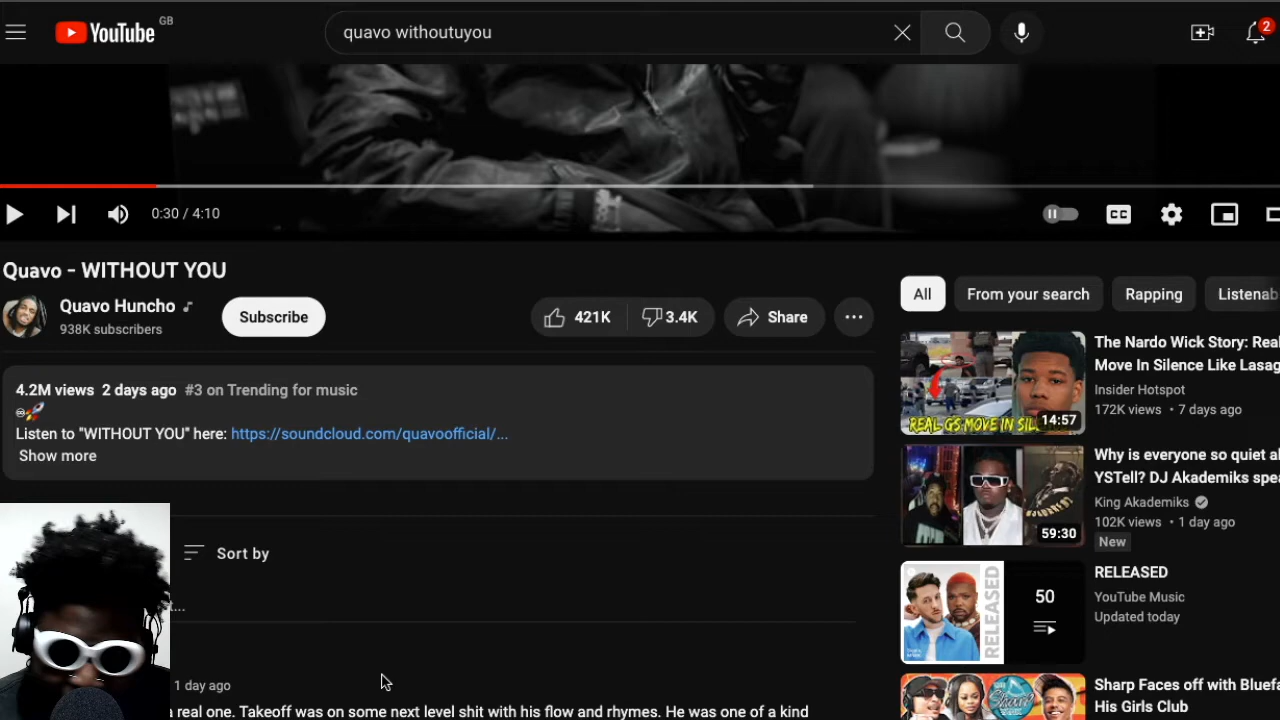 YouTube GB
quavo withoutuyou
2
0:30 / 4:10
CC
Quavo - WITHOUT YOU
Quavo Huncho
938K subscribers
Subscribe
421K
3.4K
Share
4.2M views 2 days ago #3 on Trending for music
Listen to "WITHOUT YOU" here: https://soundcloud.com/quavoofficial/...
Show more
Sort by
1 day ago
a real one. Takeoff was on some next level shit with his flow and rhymes. He was one of a kind
All
From your search
Rapping
Listenab
REAL G'S MOVE IN SIL
14:57
The Nardo Wick Story: Real
Move In Silence Like Lasag
Insider Hotspot
172K views • 7 days ago
59:30
Why is everyone so quiet al
YSTell? DJ Akademiks spea
King Akademiks
102K views • 1 day ago
New
RELEASED
50
RELEASED
YouTube Music
Updated today
Sharp Faces off with Bluefa
His Girls Club